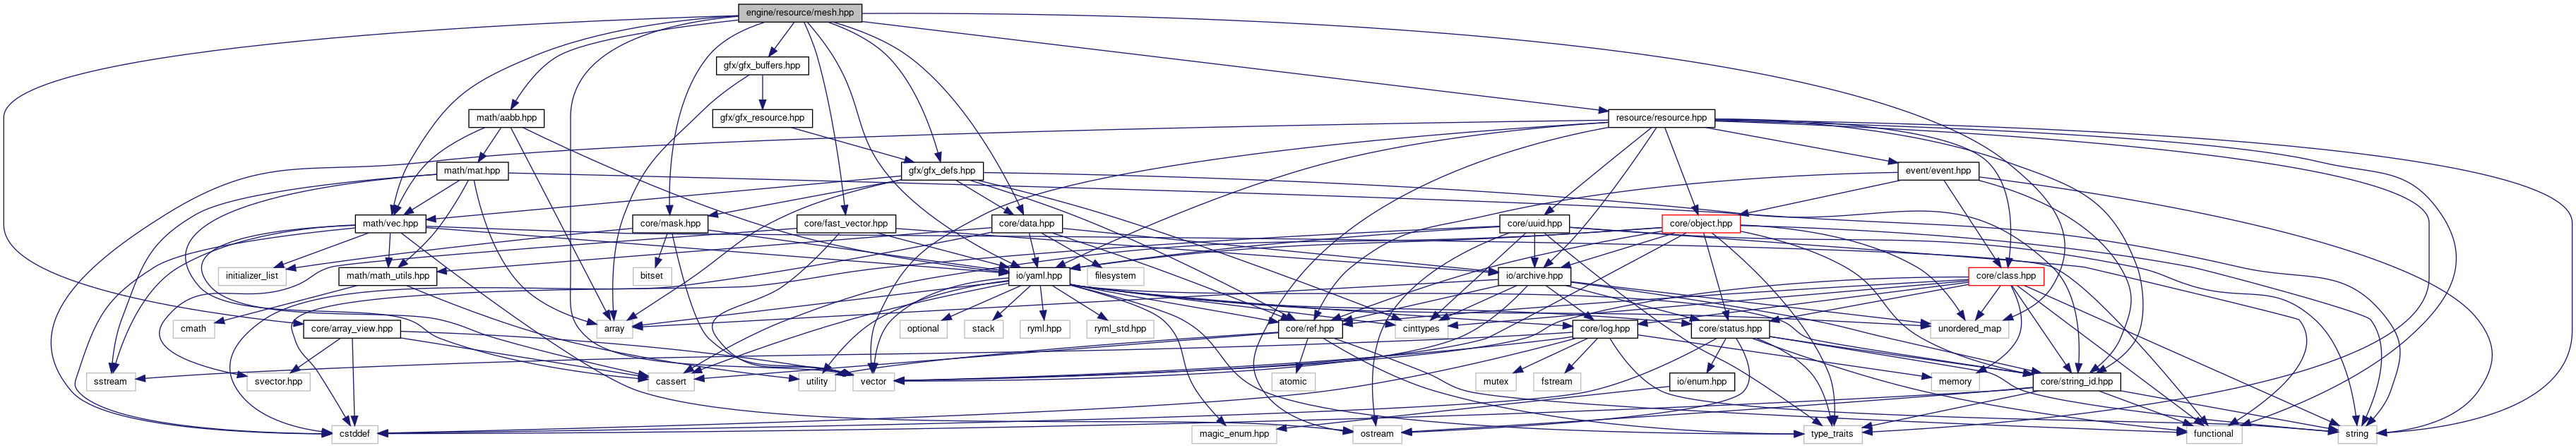 engine/resource/mesh.hpp
gfx/gfx_buffers.hpp
math/aabb.hpp
gfx/gfx_resource.hpp
resource/resource.hpp
math/mat.hpp
gfx/gfx_defs.hpp
event/event.hpp
math/vec.hpp
core/mask.hpp
core/fast_vector.hpp
core/data.hpp
core/uuid.hpp
core/object.hpp
initializer_list
math/math_utils.hpp
bitset
io/yaml.hpp
filesystem
io/archive.hpp
core/class.hpp
cmath
core/array_view.hpp
array
optional
stack
ryml.hpp
ryml_std.hpp
core/ref.hpp
cinttypes
core/log.hpp
core/status.hpp
unordered_map
sstream
svector.hpp
cassert
utility
vector
atomic
mutex
fstream
io/enum.hpp
memory
core/string_id.hpp
cstddef
magic_enum.hpp
ostream
type_traits
functional
string